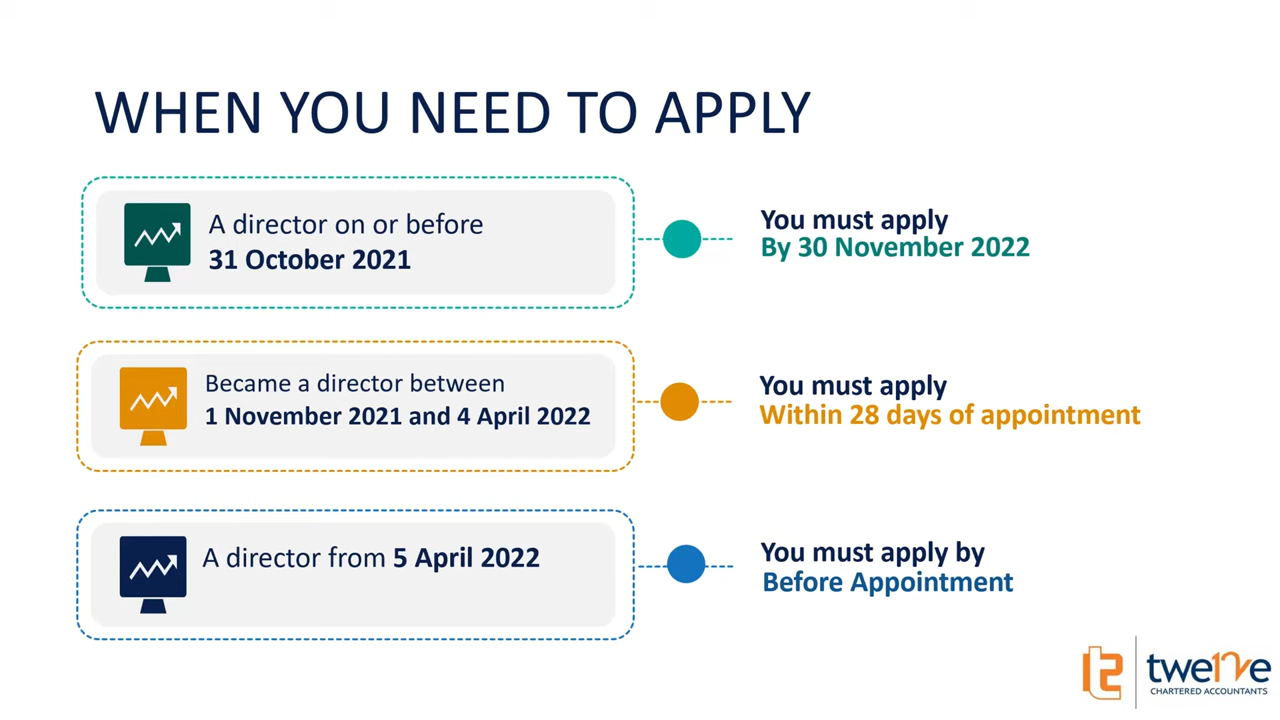 WHEN YOU NEED TO APPLY
A director on or before
31 October 2021
You must apply
By 30 November 2022
Became a director between
1 November 2021 and 4 April 2022
You must apply
Within 28 days of appointment
A director from 5 April 2022
You must apply by
Before Appointment
12 twe12ve
CHARTERED ACCOUNTANTS